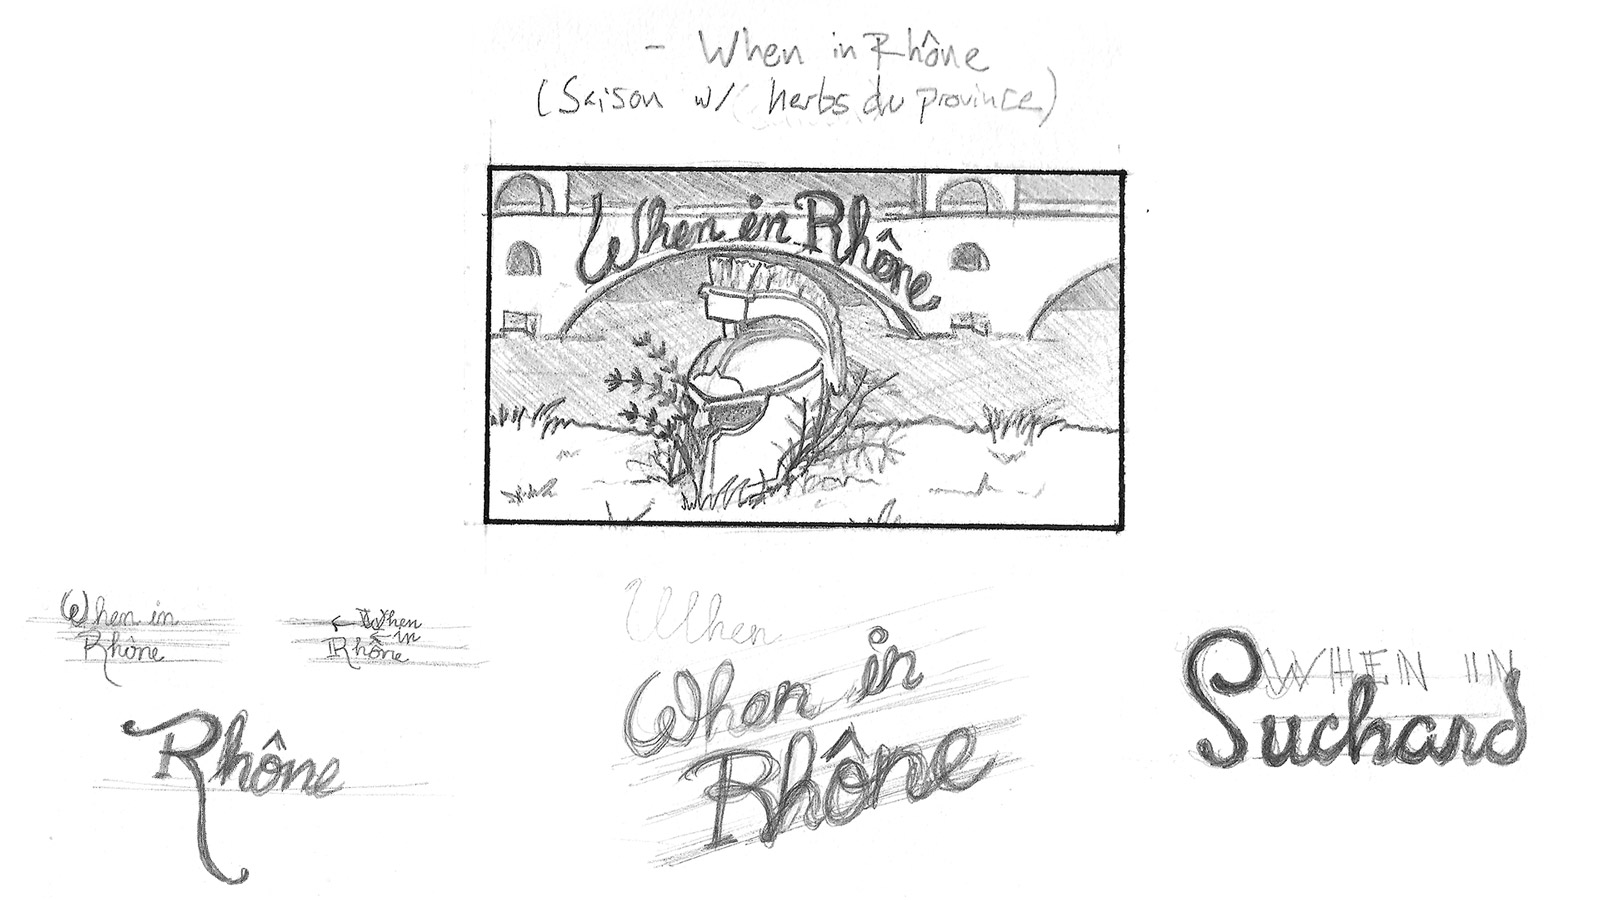 - When in Rhône
(Saison w/ herbs du province)
When in Rhône
When in
Rhône
← When
← in
Rhône
Rhône
When
When in
Rhône
WHEN IN
Suchard